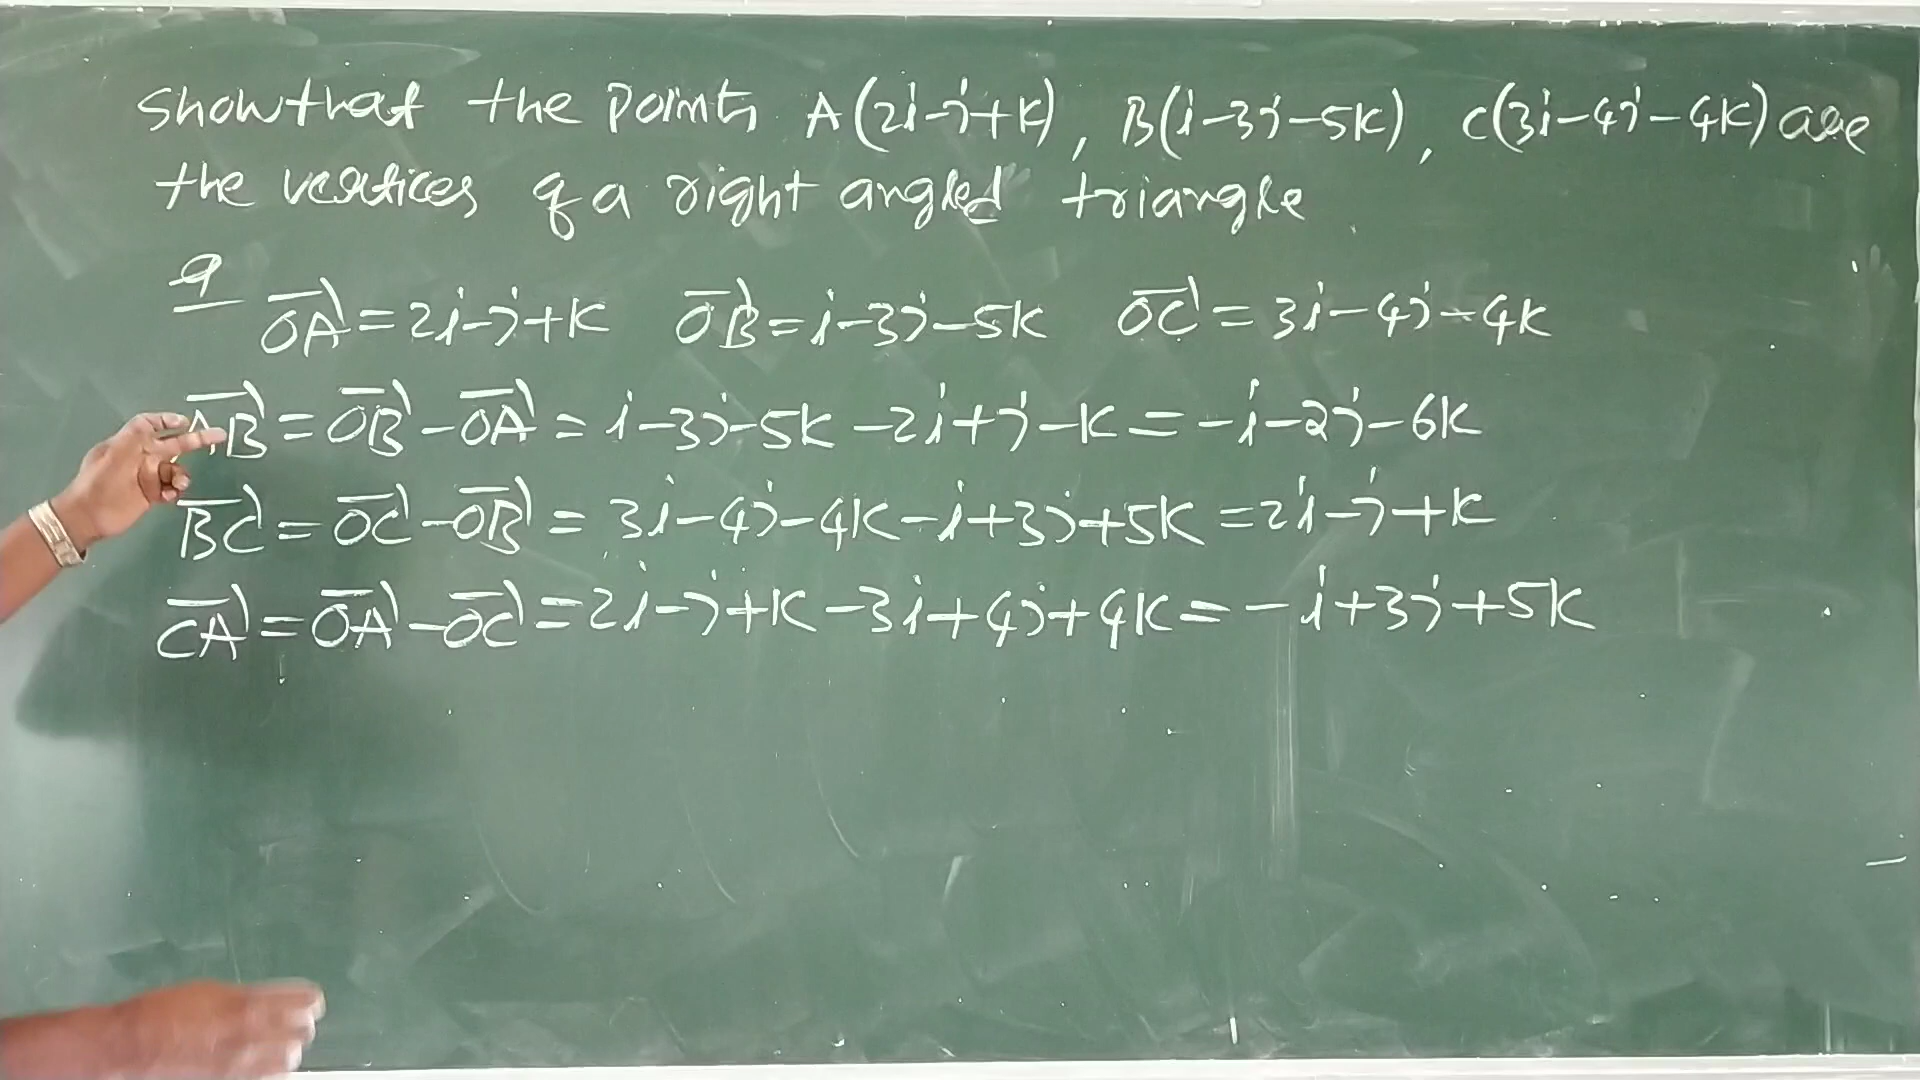 show that the points A(2i-j+k), B(i-3j-5k), C(3i-4j-4k) are
the vertices of a right angled triangle
OA = 2i-j+k OB = i-3j-5k OC = 3i-4j-4k
AB = OB - OA = i-3j-5k -2i+j-k = -i-2j-6k
BC = OC - OB = 3i-4j-4k-i+3j+5k = 2i-j+k
CA = OA - OC = 2i-j+k-3i+4j+4k = -i+3j+5k